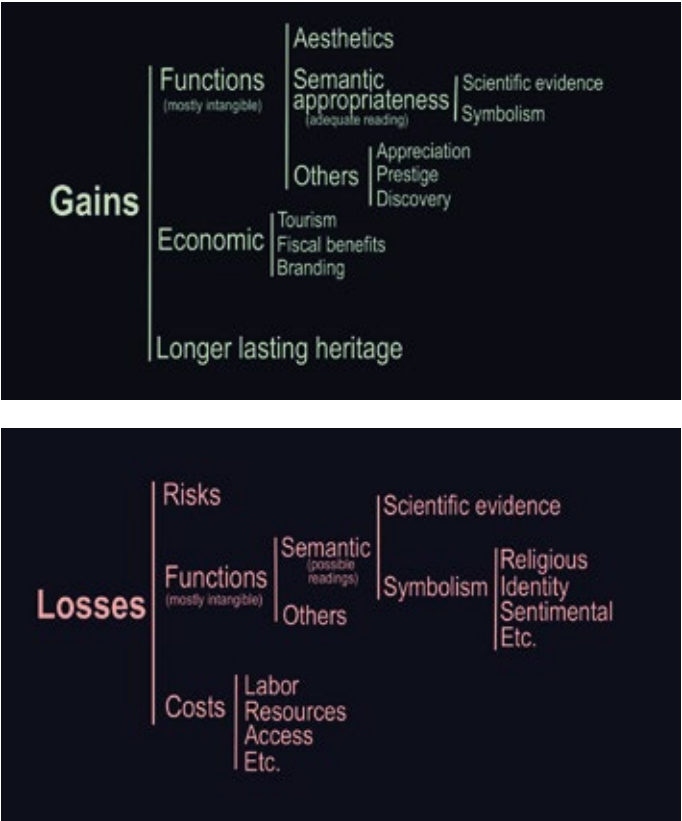 Gains
Functions
(mostly intangible)
Aesthetics
Semantic
appropriateness
(adequate reading)
Scientific evidence
Symbolism
Others
Appreciation
Prestige
Discovery
Economic
Tourism
Fiscal benefits
Branding
Longer lasting heritage
Losses
Risks
Functions
(mostly intangible)
Semantic
(possible
readings)
Scientific evidence
Symbolism
Religious
Identity
Sentimental
Etc.
Others
Costs
Labor
Resources
Access
Etc.